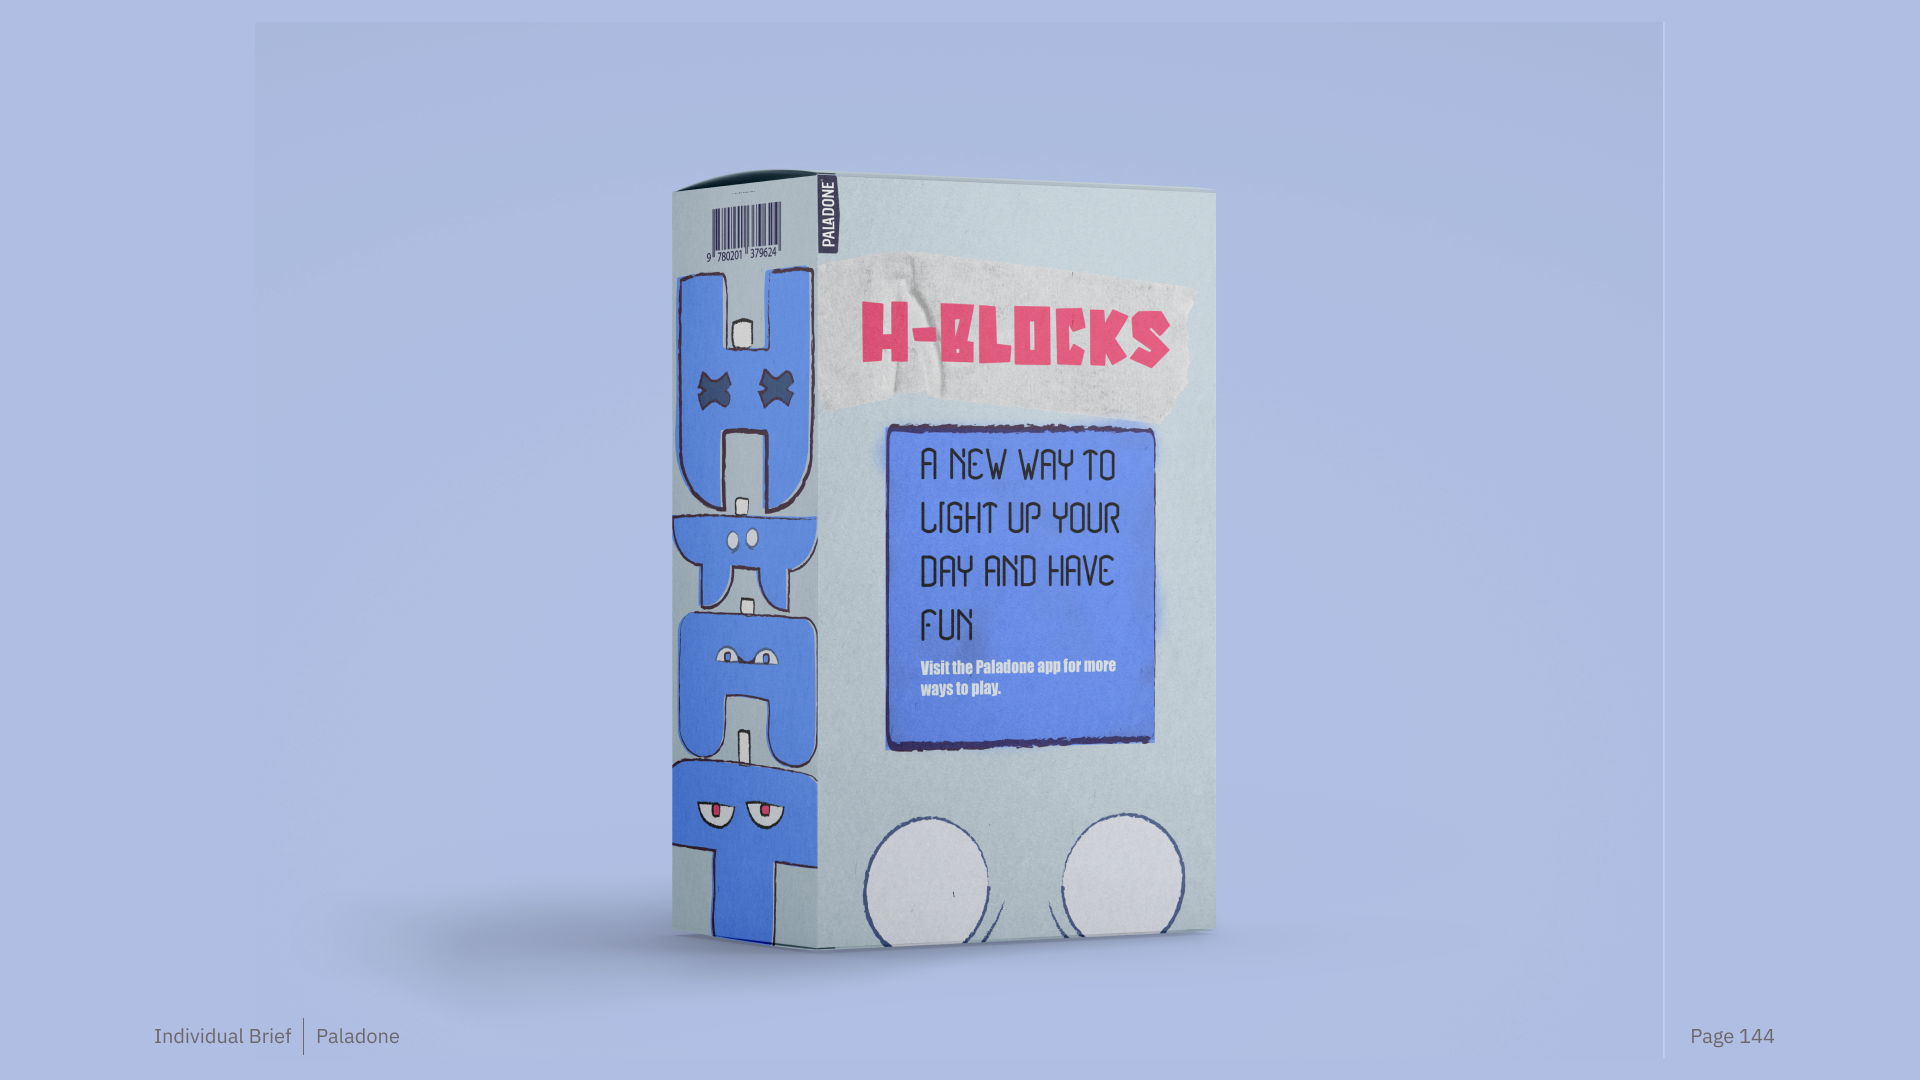 PALADONE
9 780201 379624
H-BLOCKS
A NEW WAY TO
LIGHT UP YOUR
DAY AND HAVE
FUN
Visit the Paladone app for more
ways to play.
Individual Brief
Paladone
Page 144